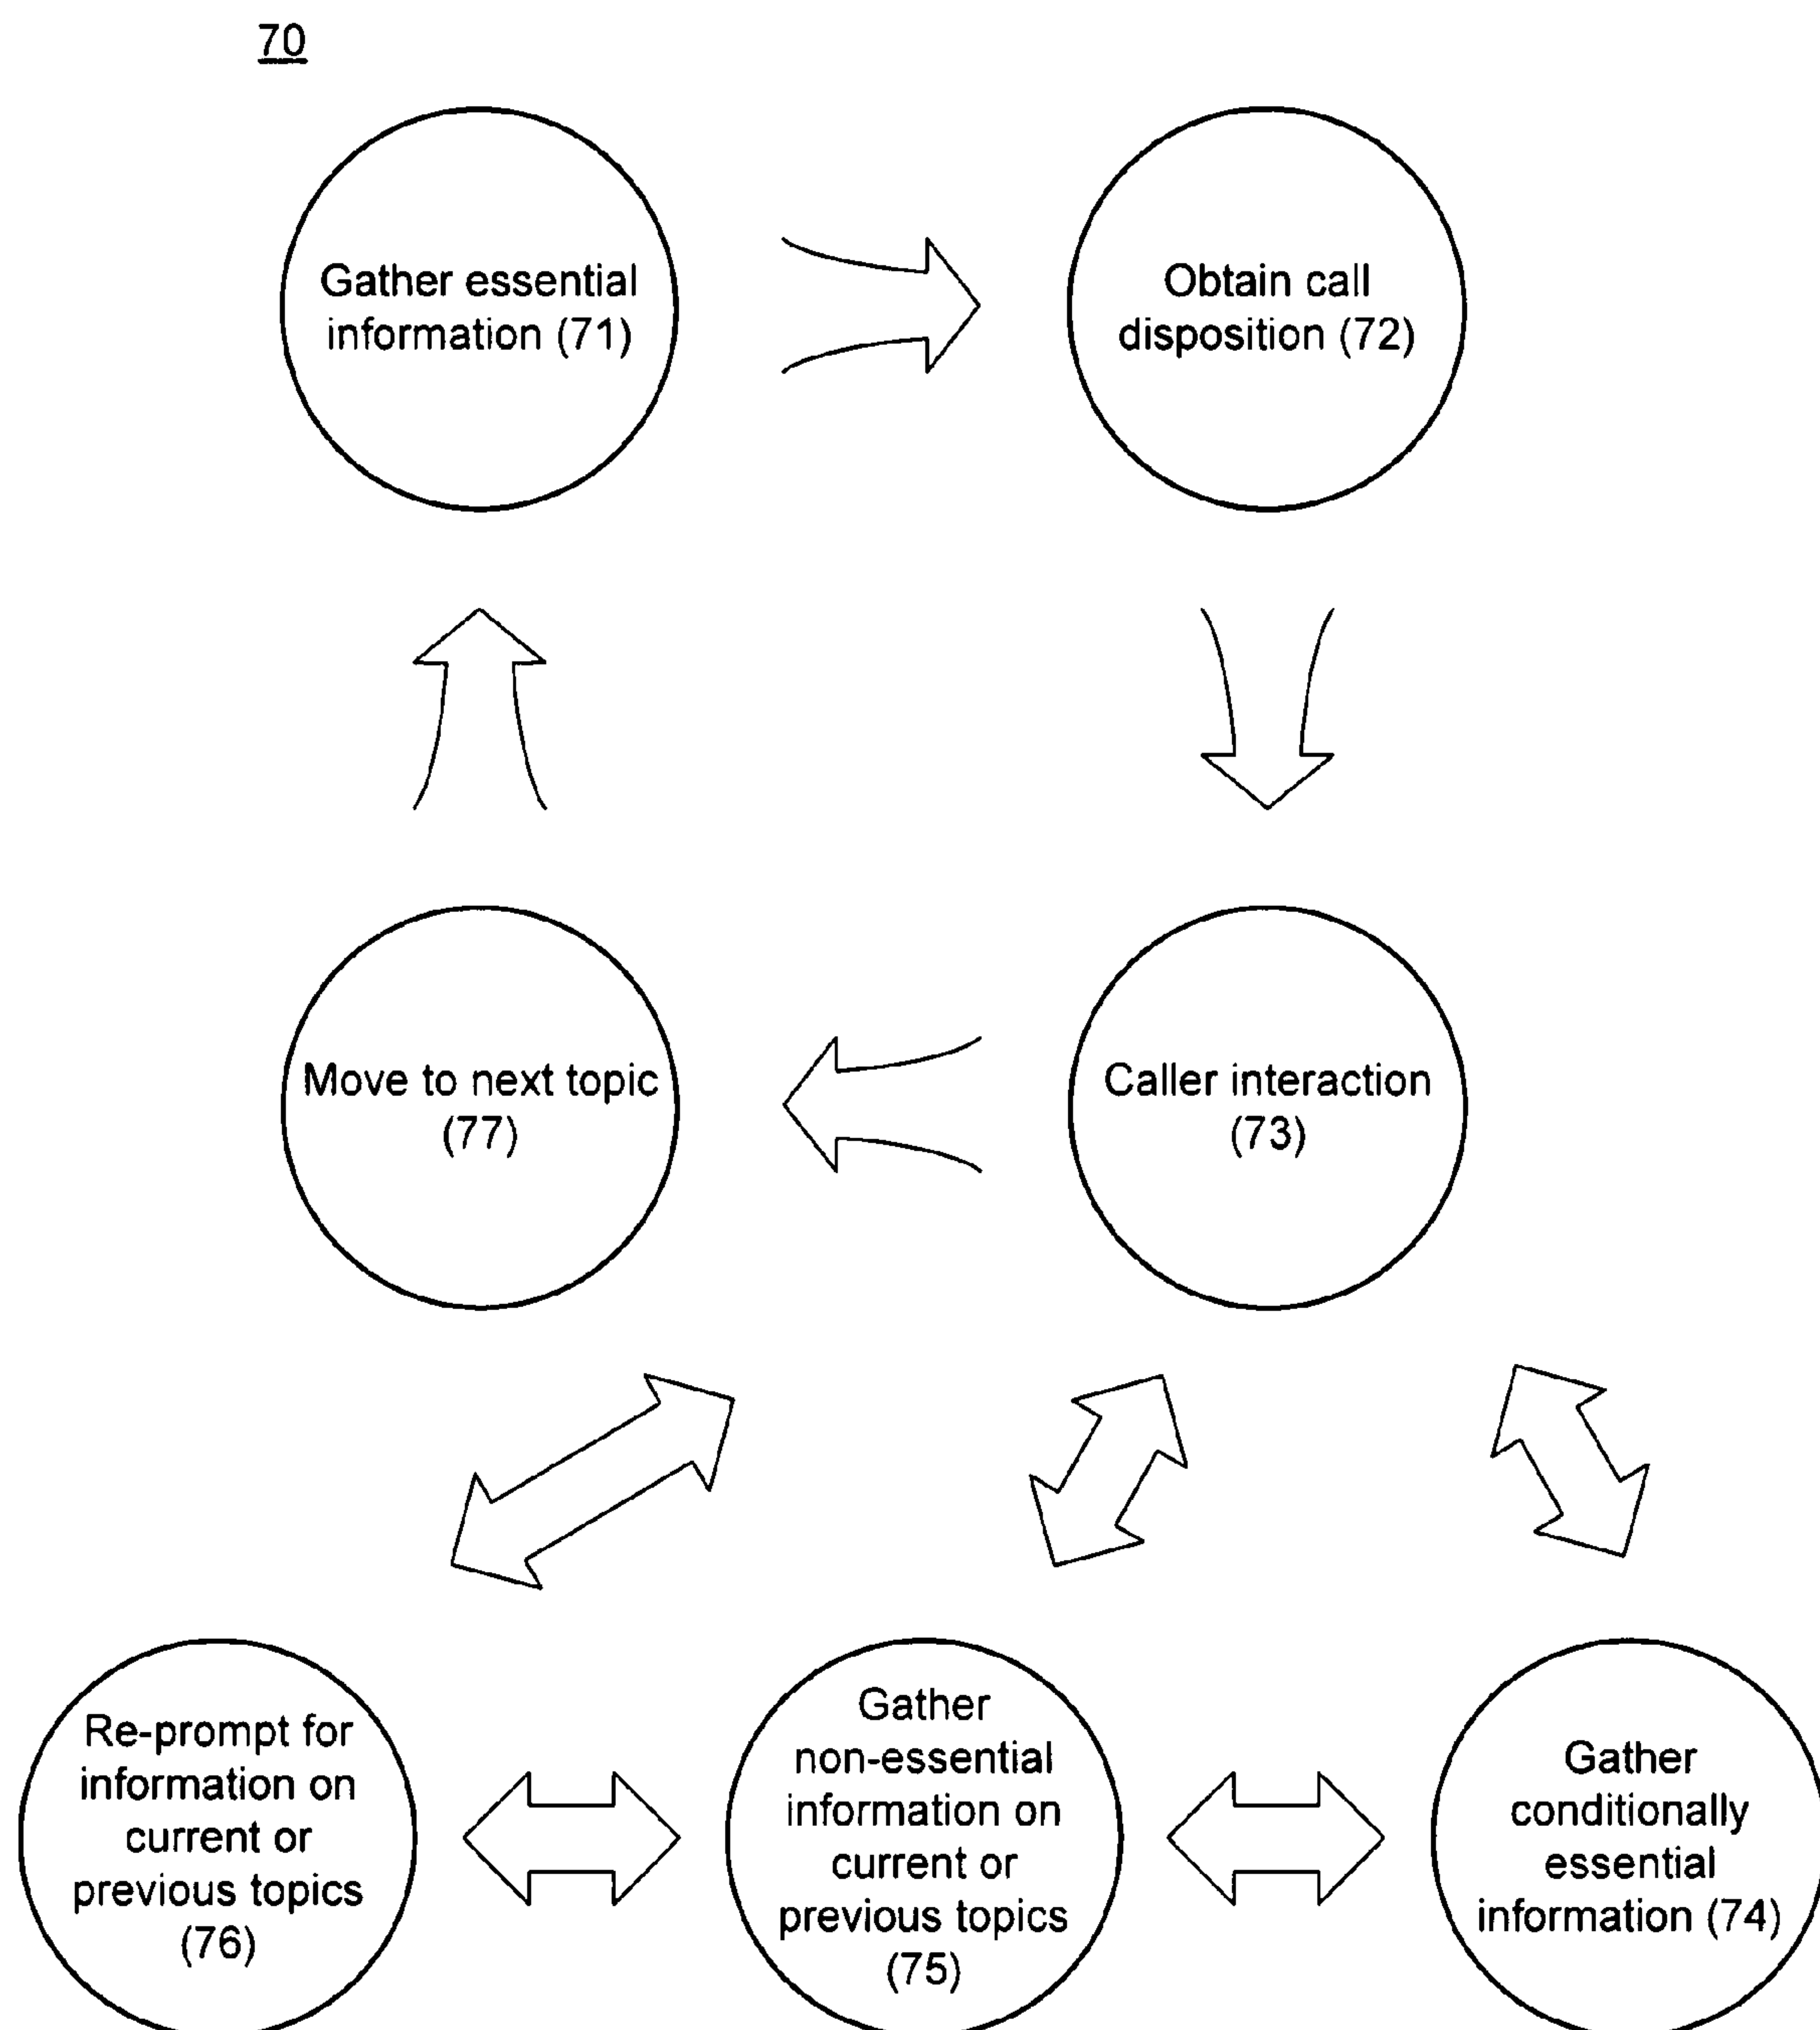 70
Gather essential
information (71)
Obtain call
disposition (72)
Move to next topic
(77)
Caller interaction
(73)
Re-prompt for
information on
current or
previous topics
(76)
Gather
non-essential
information on
current or
previous topics
(75)
Gather
conditionally
essential
information (74)